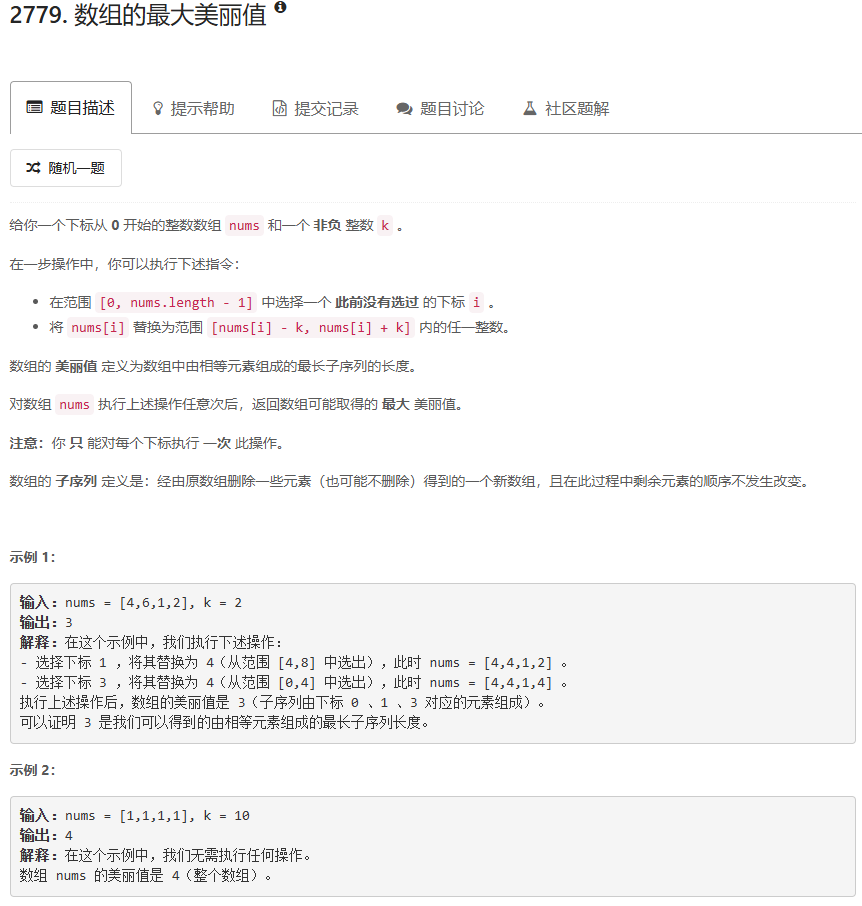 2779. 数组的最大美丽值
题目描述
提示帮助
提交记录
题目讨论
社区题解
随机一题
给你一个下标从 0 开始的整数数组 nums 和一个 非负 整数 k 。
在一步操作中，你可以执行下述指令：
在范围 [0, nums.length - 1] 中选择一个 此前没有选过 的下标 i 。
将 nums[i] 替换为范围 [nums[i] - k, nums[i] + k] 内的任一整数。
数组的 美丽值 定义为数组中由相等元素组成的最长子序列的长度。
对数组 nums 执行上述操作任意次后，返回数组可能取得的 最大 美丽值。
注意：你 只 能对每个下标执行 一次 此操作。
数组的 子序列 定义是：经由原数组删除一些元素（也可能不删除）得到的一个新数组，且在此过程中剩余元素的顺序不发生改变。
示例 1：
输入：nums = [4,6,1,2], k = 2
输出：3
解释：在这个示例中，我们执行下述操作：
- 选择下标 1 ，将其替换为 4（从范围 [4,8] 中选出），此时 nums = [4,4,1,2] 。
- 选择下标 3 ，将其替换为 4（从范围 [0,4] 中选出），此时 nums = [4,4,1,4] 。
执行上述操作后，数组的美丽值是 3（子序列由下标 0 、1 、3 对应的元素组成）。
可以证明 3 是我们可以得到的由相等元素组成的最长子序列长度。
示例 2：
输入：nums = [1,1,1,1], k = 10
输出：4
解释：在这个示例中，我们无需执行任何操作。
数组 nums 的美丽值是 4（整个数组）。